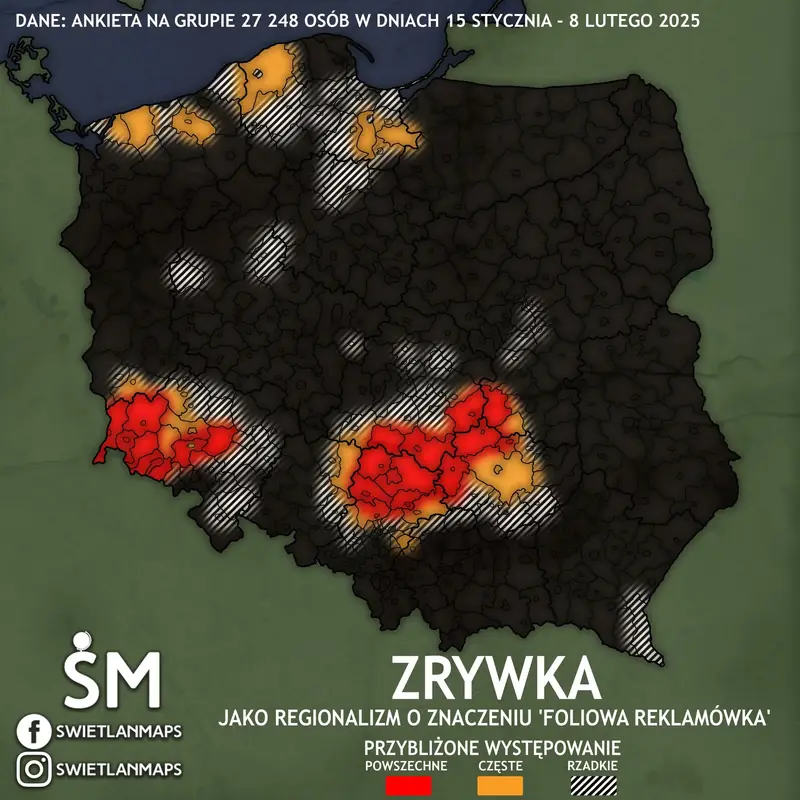 DANE: ANKIETA NA GRUPIE 27 248 OSÓB W DNIACH 15 STYCZNIA - 8 LUTEGO 2025
ŚM
ZRYWKA
JAKO REGIONALIZM O ZNACZENIU 'FOLIOWA REKLAMÓWKA'
SWIETLANMAPS
SWIETLANMAPS
PRZYBLIŻONE WYSTĘPOWANIE
POWSZECHNE CZĘSTE RZADKIE